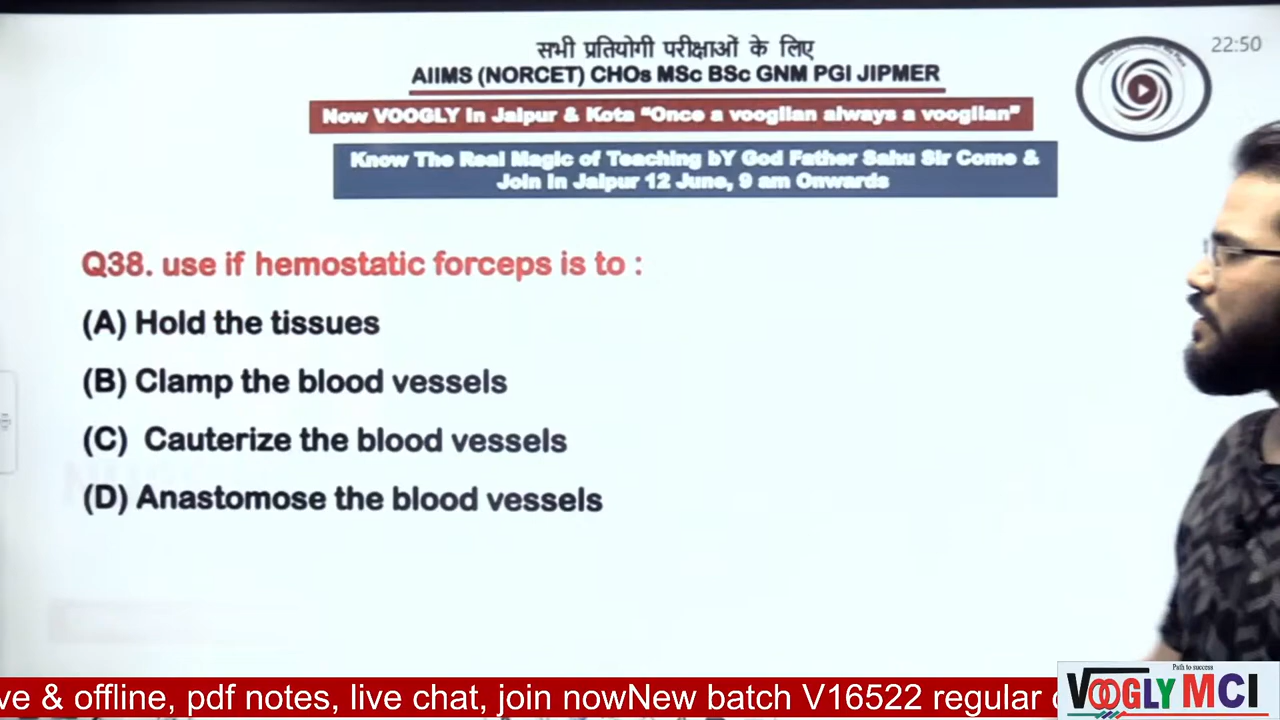 सभी प्रतियोगी परीक्षाओं के लिए
22:50
AIIMS (NORCET) CHOs MSc BSc GNM PGI JIPMER
Now VOOGLY in Jaipur & Kota “Once a vooglian always a vooglian”
Know The Real Magic of Teaching bY God Father Sahu Sir Come &
Join in Jaipur 12 June, 9 am Onwards
Q38. use if hemostatic forceps is to :
(A) Hold the tissues
(B) Clamp the blood vessels
(C) Cauterize the blood vessels
(D) Anastomose the blood vessels
ve & offline, pdf notes, live chat, join nowNew batch V16522 regular
Path to success
VOOGLY MCI